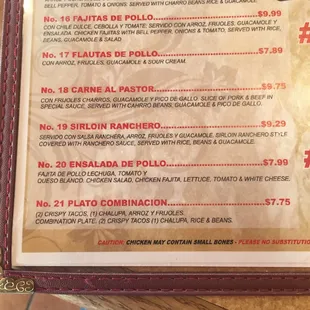 BELL PEPPER, TOMATO & ONIONS. SERVED WITH CHARRO BEANS RICE & GUACAMOLE.
No. 16 FAJITAS DE POLLO $9.99
CON CHILE DULCE, CEBOLLA Y TOMATE: SERVIDO CON ARROZ, FRIJOLES, GUACAMOLE Y
ENSALADA. CHICKEN FAJITAS WITH BELL PEPPER, ONIONS & TOMATO, SERVED WITH RICE,
BEANS, GUACAMOLE & SALAD
No. 17 FLAUTAS DE POLLO $7.89
CON ARROZ, FRIJOLES, GUACAMOLE & SOUR CREAM.
No. 18 CARNE AL PASTOR $9.75
CON FRIJOLES CHARROS, GUACAMOLE Y PICO DE GALLO. SLICE OF PORK & BEEF IN
SPECIAL SAUCE, SERVED WITH CAHRRO BEANS, GUACAMOLE & PICO DE GALLO.
No. 19 SIRLOIN RANCHERO $9.29
SERVIDO CON SALSA RANCHERA, ARROZ, FRIJOLES Y GUACAMOLE. SIRLOIN RANCHERO STYLE
COVERED WITH RANCHERO SAUCE, SERVED WITH RICE, BEANS & GUACAMOLE.
No. 20 ENSALADA DE POLLO $7.99
FAJITA DE POLLO LECHUGA, TOMATO Y
QUESO BLANCO. CHICKEN SALAD, CHICKEN FAJITA, LETTUCE, TOMATO & WHITE CHEESE.
No. 21 PLATO COMBINACION $7.75
(2) CRISPY TACOS, (1) CHALUPA, ARROZ Y FRIJOLES.
COMBINATION PLATE. (2) CRISPY TACOS (1) CHALUPA, RICE & BEANS.
CAUTION: CHICKEN MAY CONTAIN SMALL BONES - PLEASE NO SUBSTITUTION